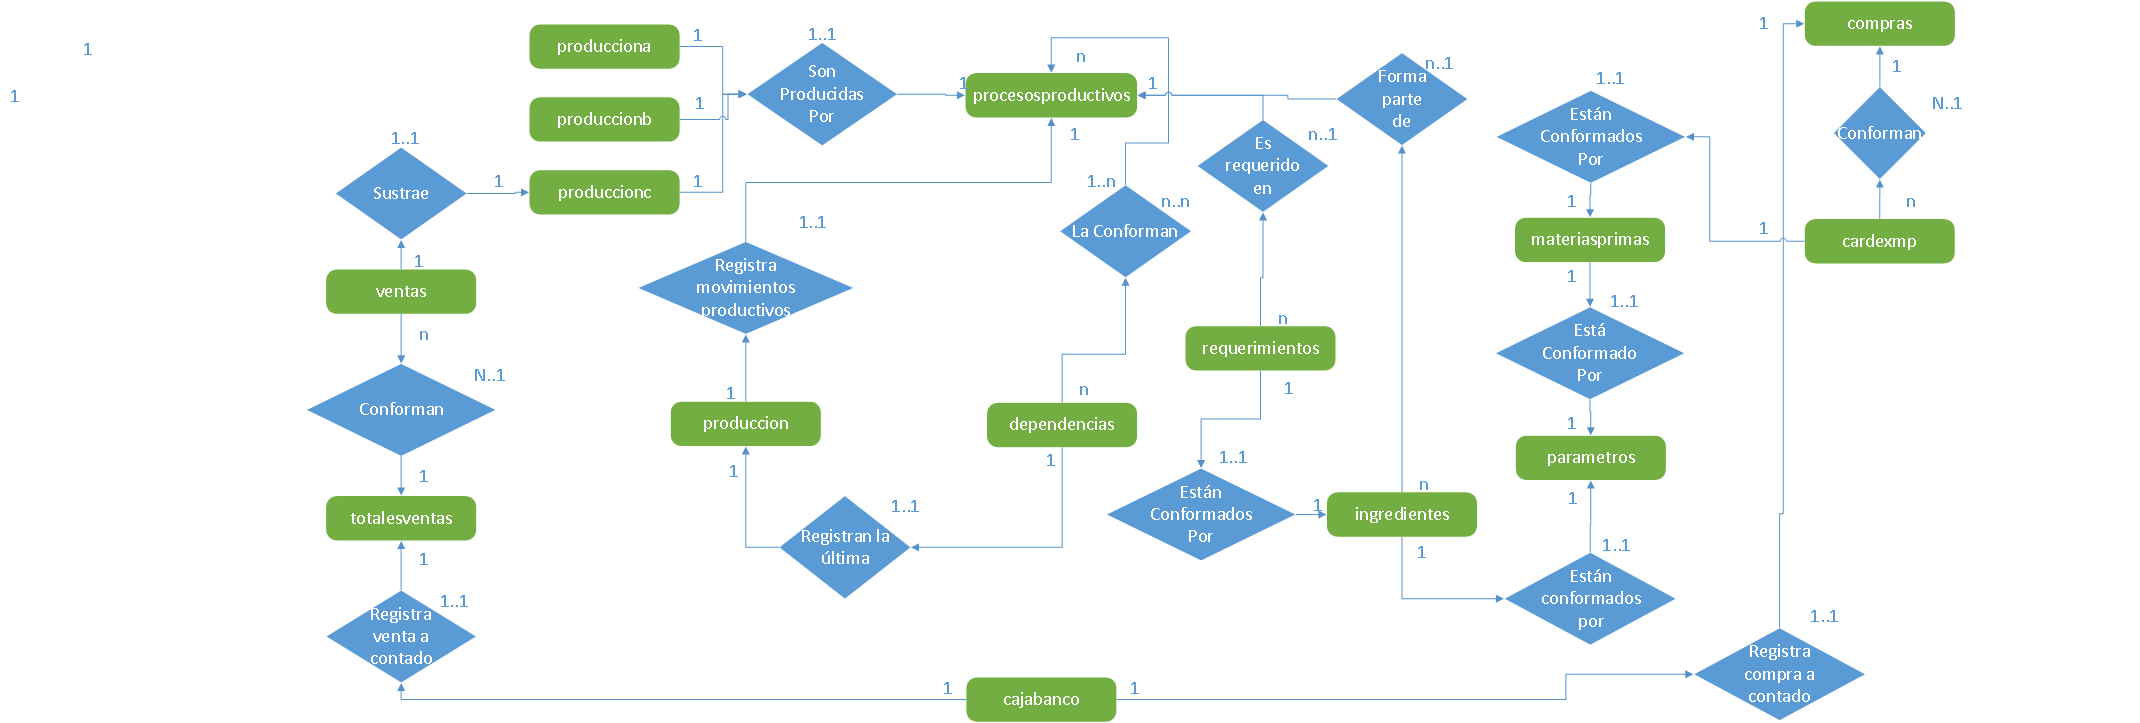 compras
1
1..1
1
producciona
1
n
n..1
1
Son
Producidas
Por
1
procesosproductivos
1
Forma
parte
de
1..1
1
1
produccionb
1
N..1
Están
Conformados
Por
Conforman
1..1
1
n..1
Es
requerido
en
Sustrae
1
produccionc
1
1..n
n..n
1
n
1..1
La Conforman
1
materiasprimas
cardexmp
1
Registra
movimientos
productivos
1
ventas
1..1
n
n
Está
Conformado
Por
requerimientos
N..1
1
n
1
Conforman
1
produccion
dependencias
1
parametros
1
1
1
1..1
1
n
1
totalesventas
1..1
Están
Conformados
Por
1
ingredientes
Registran la
última
1
1..1
1
Están
conformados
por
1..1
Registra
venta a
contado
1..1
Registra
compra a
contado
1
cajabanco
1